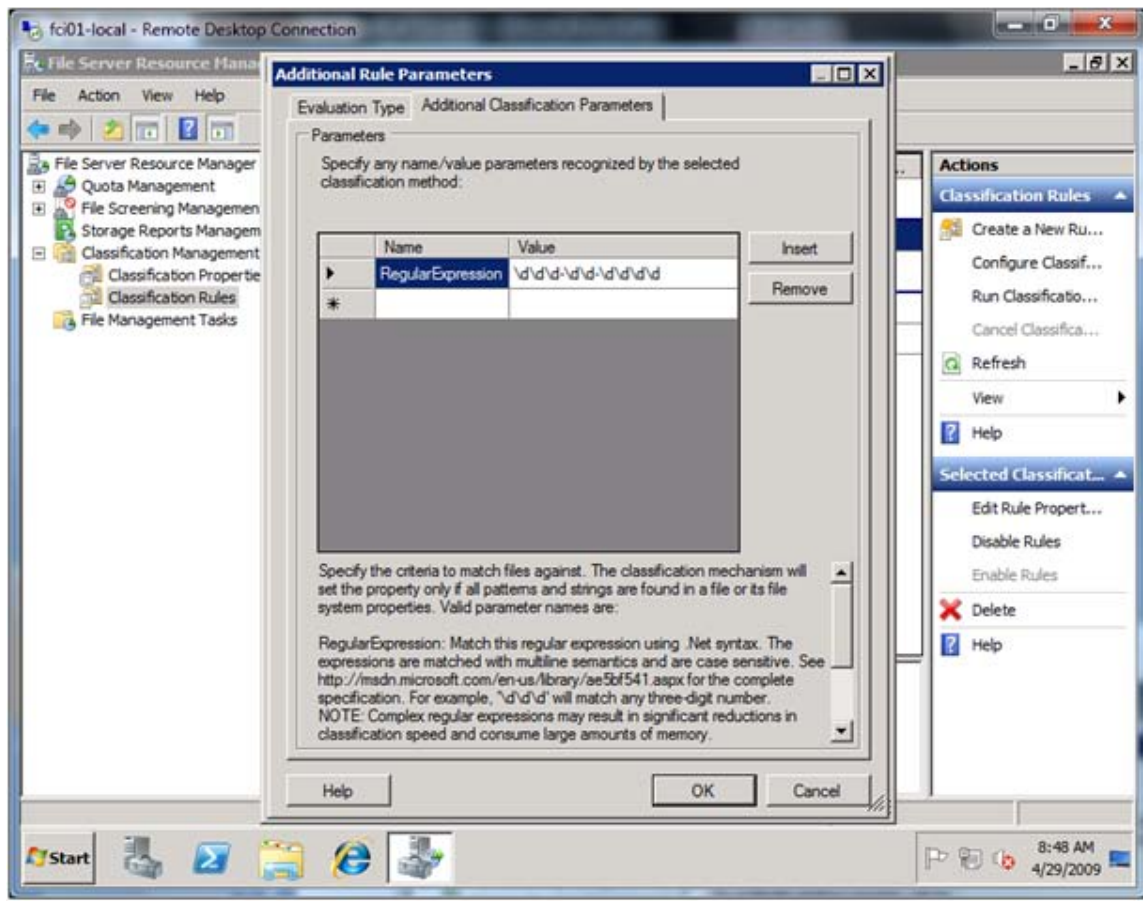 fci01-local - Remote Desktop Connection
File Server Resource Mana
File Action View Help
File Server Resource Manager
Quota Management
File Screening Managemen
Storage Reports Managem
Classification Management
Classification Propertie
Classification Rules
File Management Tasks
Additional Rule Parameters
Evaluation Type Additional Classification Parameters
Parameters
Specify any name/value parameters recognized by the selected
classification method:
Name Value
RegularExpression \d\d\d-\d\d-\d\d\d\d
Insert
Remove
Specify the criteria to match files against. The classification mechanism will
set the property only if all patterns and strings are found in a file or its file
system properties. Valid parameter names are:
RegularExpression: Match this regular expression using .Net syntax. The
expressions are matched with multiline semantics and are case sensitive. See
http://msdn.microsoft.com/en-us/library/ae5bf541.aspx for the complete
specification. For example, '\d\d\d' will match any three-digit number.
NOTE: Complex regular expressions may result in significant reductions in
classification speed and consume large amounts of memory.
Help OK Cancel
Actions
Classification Rules
Create a New Ru...
Configure Classif...
Run Classificatio...
Cancel Classifica...
Refresh
View
Help
Selected Classificat...
Edit Rule Propert...
Disable Rules
Enable Rules
Delete
Help
Start
8:48 AM
4/29/2009